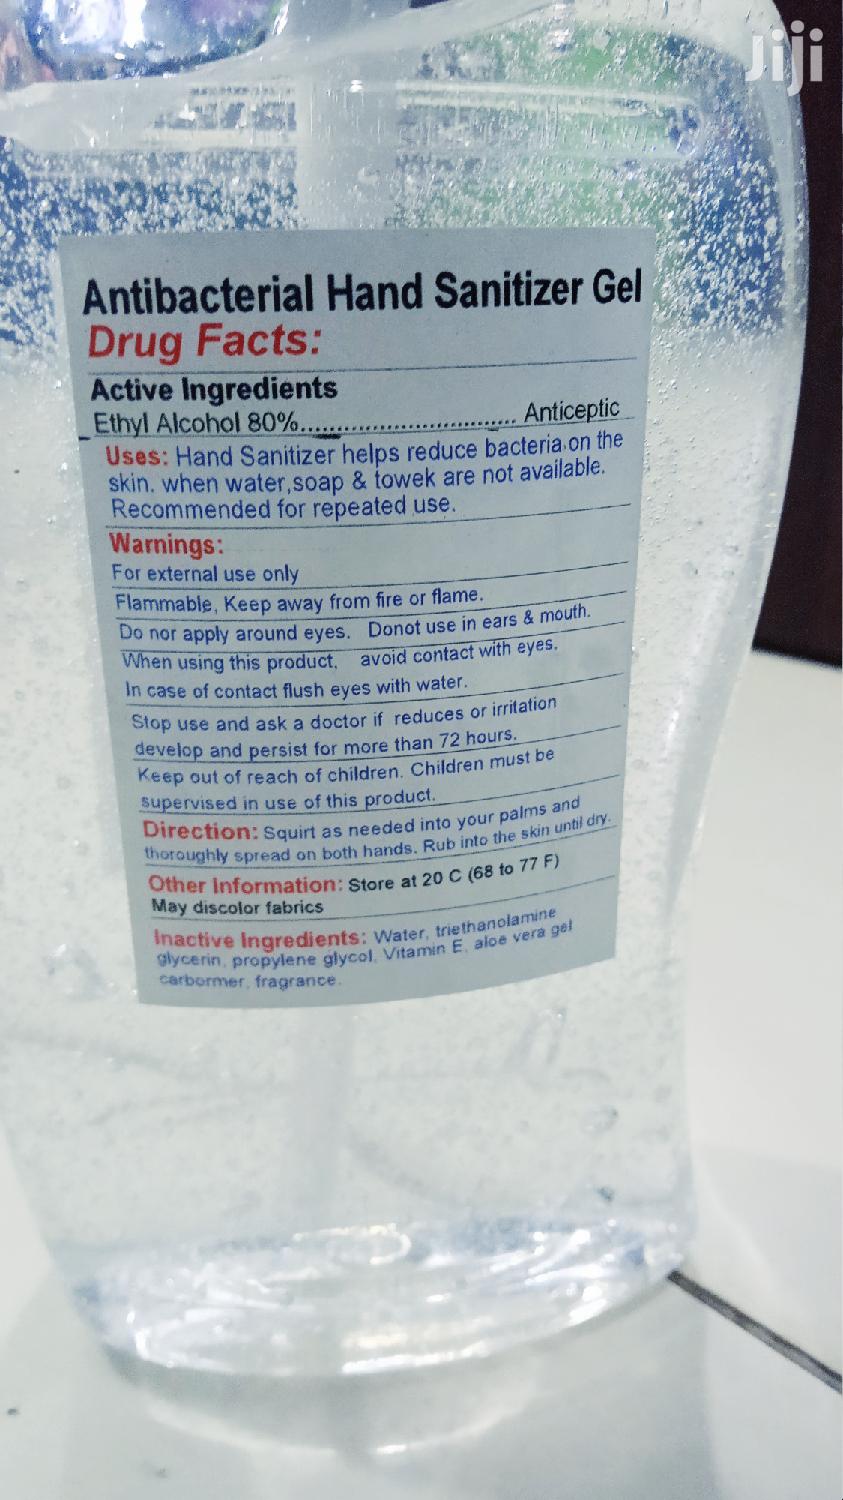 Jiji
Antibacterial Hand Sanitizer Gel
Drug Facts:
Active Ingredients
Ethyl Alcohol 80%................................ Anticeptic
Uses: Hand Sanitizer helps reduce bacteria on the
skin. when water,soap & towek are not available.
Recommended for repeated use.
Warnings:
For external use only
Flammable, Keep away from fire or flame.
Do nor apply around eyes. Donot use in ears & mouth.
When using this product, avoid contact with eyes.
In case of contact flush eyes with water.
Stop use and ask a doctor if reduces or irritation
develop and persist for more than 72 hours.
Keep out of reach of children. Children must be
supervised in use of this product.
Direction: Squirt as needed into your palms and
thoroughly spread on both hands. Rub into the skin until dry.
Other Information: Store at 20 C (68 to 77 F)
May discolor fabrics
Inactive Ingredients: Water, triethanolamine
glycerin, propylene glycol, Vitamin E, aloe vera gel
carbormer, fragrance.